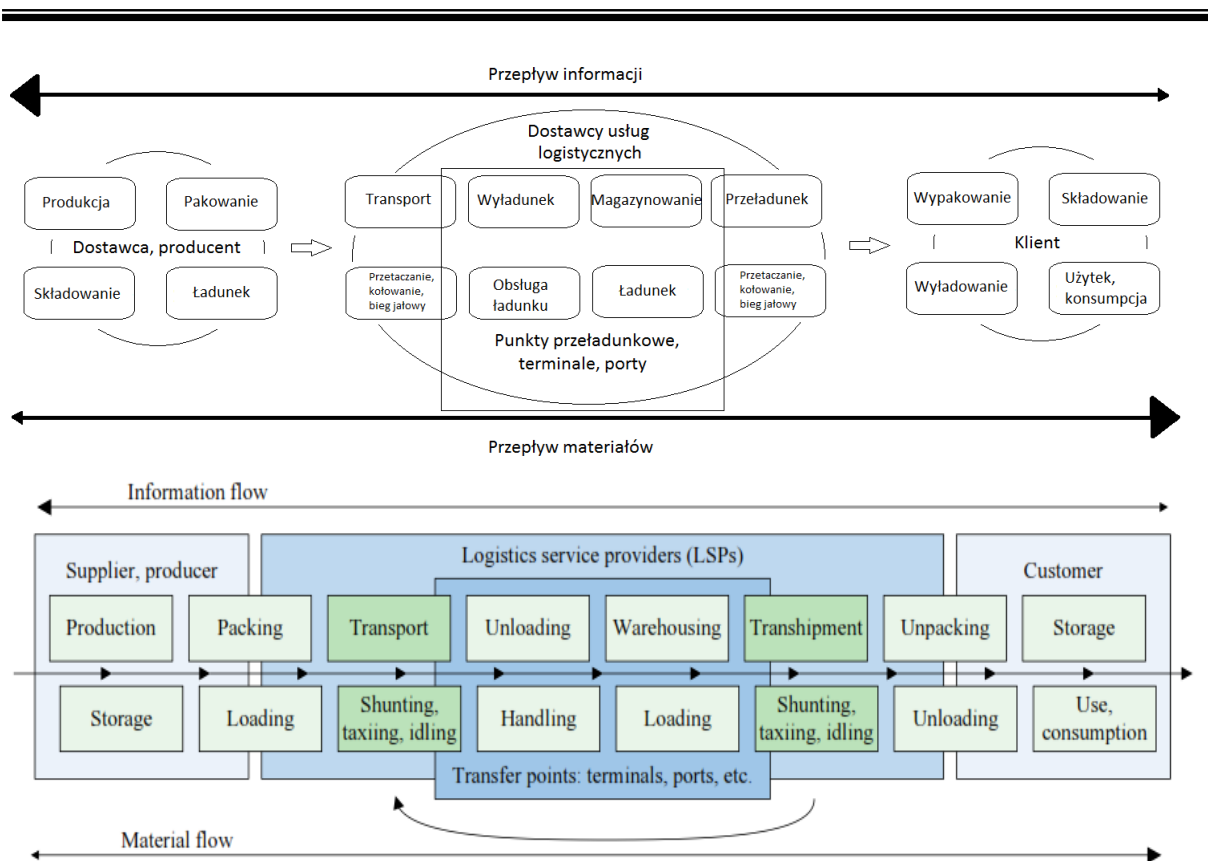 Przepływ informacji
Dostawcy usług
logistycznych
Produkcja
Pakowanie
Transport
Wyładunek
Magazynowanie
Przeładunek
Wypakowanie
Składowanie
Dostawca, producent
Klient
Składowanie
Ładunek
Przetaczanie,
kołowanie,
bieg jałowy
Obsługa
ładunku
Ładunek
Przetaczanie,
kołowanie,
bieg jałowy
Wyładowanie
Użytek,
konsumpcja
Punkty przeładunkowe,
terminale, porty
Przepływ materiałów
Information flow
Supplier, producer
Logistics service providers (LSPs)
Customer
Production
Packing
Transport
Unloading
Warehousing
Transhipment
Unpacking
Storage
Storage
Loading
Shunting,
taxiing, idling
Handling
Loading
Shunting,
taxiing, idling
Unloading
Use,
consumption
Transfer points: terminals, ports, etc.
Material flow